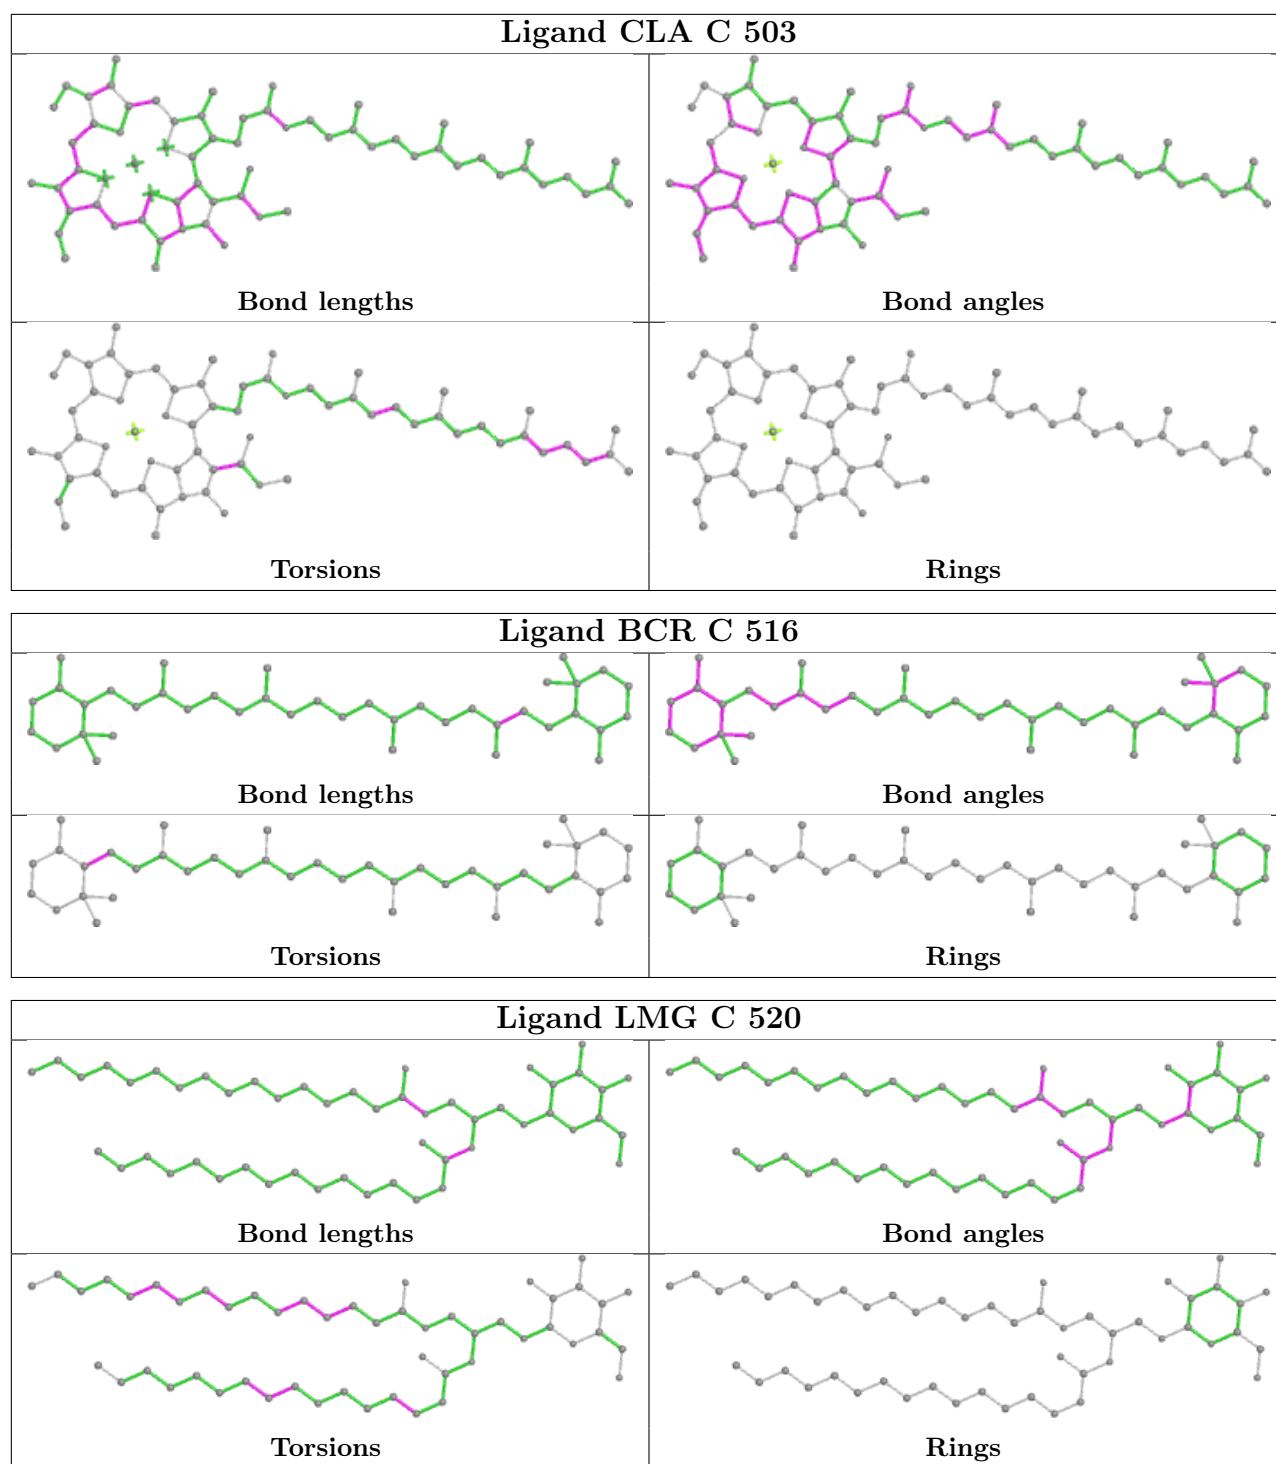 Ligand CLA C 503
Bond lengths
Bond angles
Torsions
Rings
Ligand BCR C 516
Bond lengths
Bond angles
Torsions
Rings
Ligand LMG C 520
Bond lengths
Bond angles
Torsions
Rings